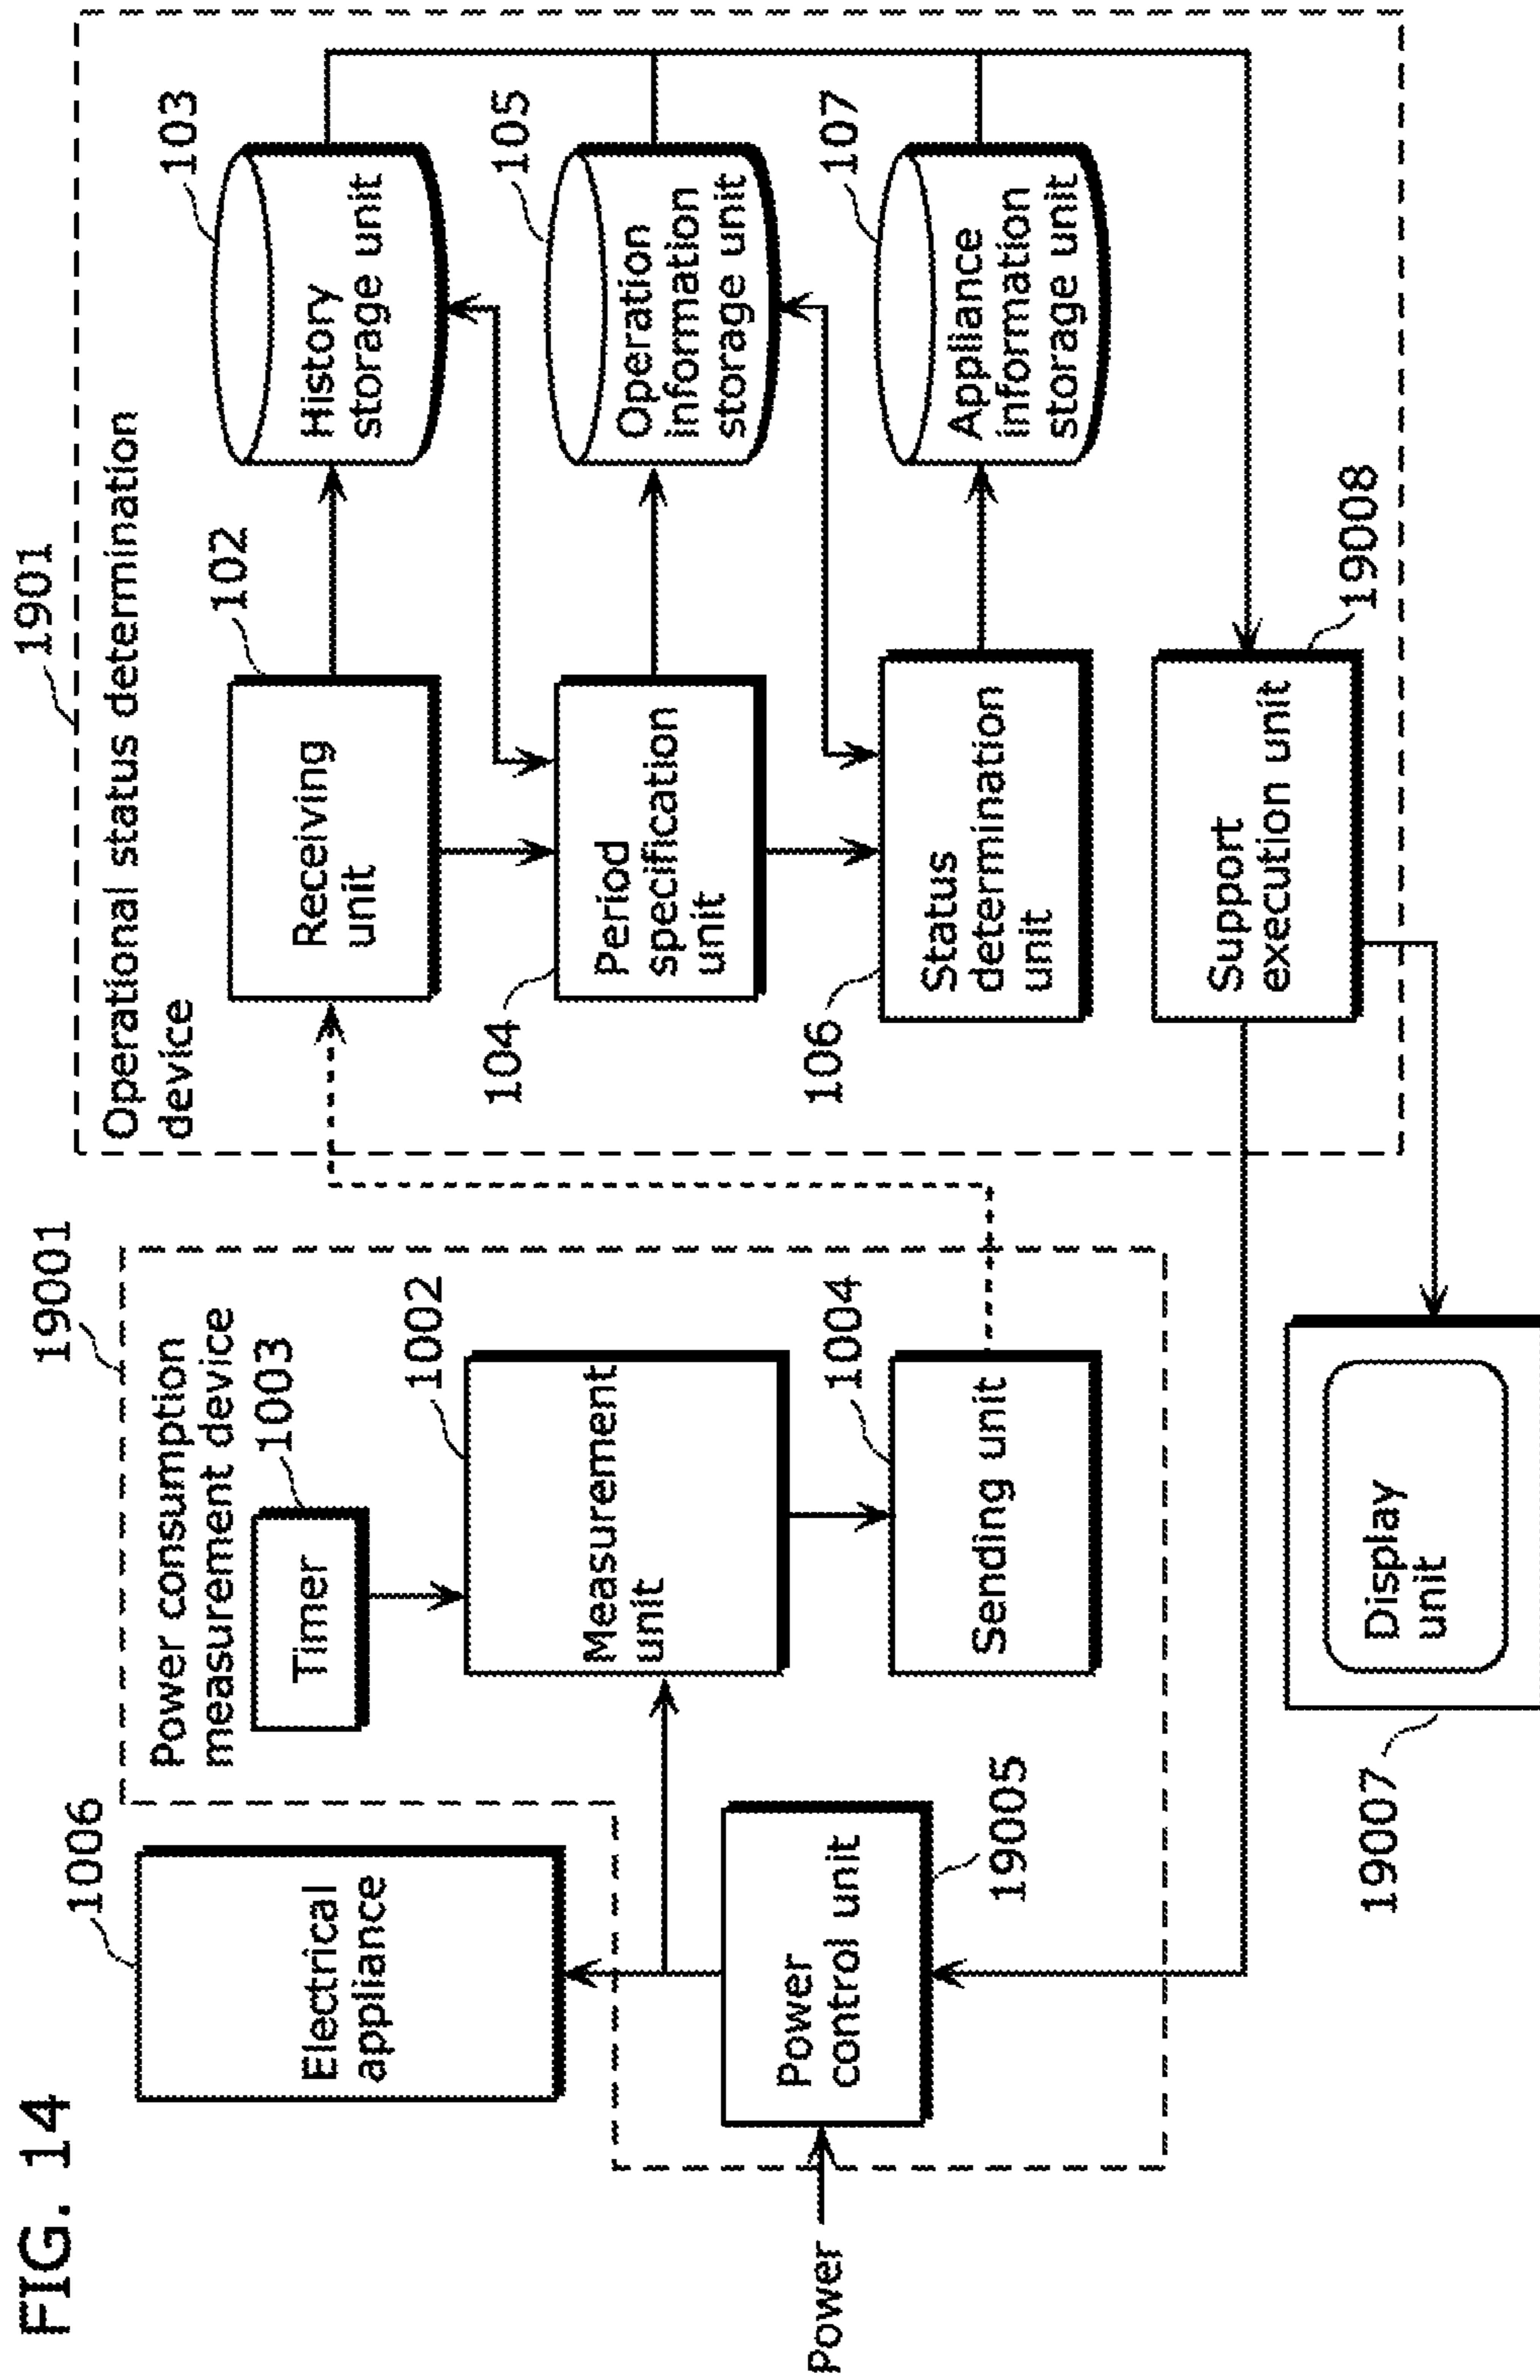 FIG. 14
1006
Electrical
appliance
Power
Power
control unit
19005
19001
Power consumption
measurement device
1003
Timer
1002
Measurement
unit
1004
Sending unit
19007
Display
unit
1901
Operational status determination
device
102
Receiving
unit
104
Period
specification
unit
106
Status
determination
unit
Support
execution unit
19008
103
History
storage unit
105
Operation
information
storage unit
107
Appliance
information
storage unit